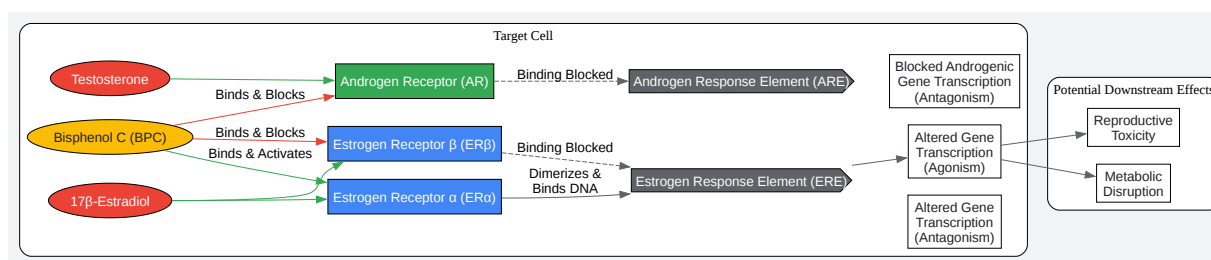 Target Cell
Testosterone
Binds & Blocks
Androgen Receptor (AR)
Binding Blocked
Androgen Response Element (ARE)
Blocked Androgenic
Gene Transcription
(Antagonism)
Potential Downstream Effects
Bisphenol C (BPC)
Binds & Blocks
Binds & Activates
Estrogen Receptor β (ERβ)
Binding Blocked
Altered Gene
Transcription
(Agonism)
Reproductive
Toxicity
17β-Estradiol
Estrogen Receptor α (ERα)
Dimerizes &
Binds DNA
Estrogen Response Element (ERE)
Metabolic
Disruption
Altered Gene
Transcription
(Antagonism)